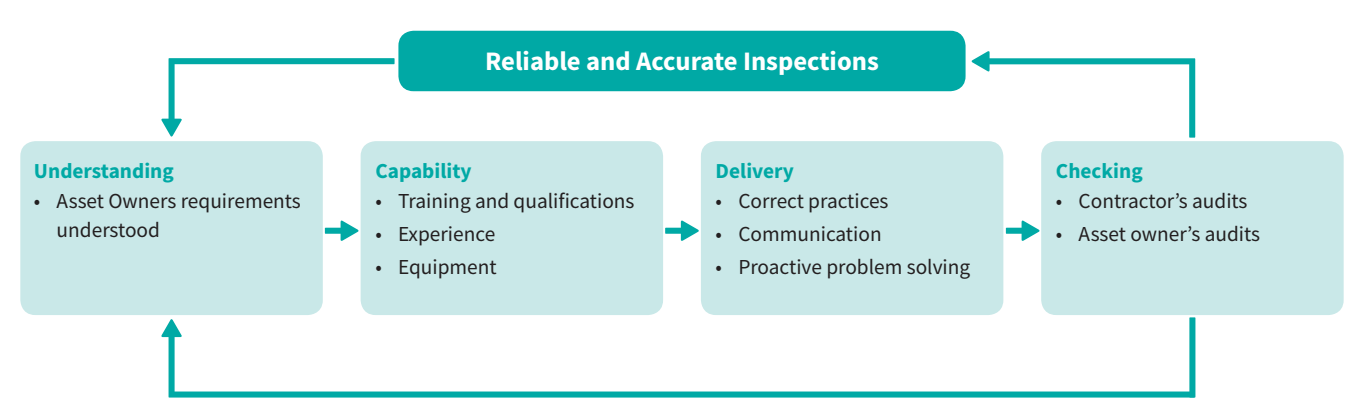 Reliable and Accurate Inspections
Understanding
• Asset Owners requirements
understood
Capability
• Training and qualifications
• Experience
• Equipment
Delivery
• Correct practices
• Communication
• Proactive problem solving
Checking
• Contractor’s audits
• Asset owner’s audits